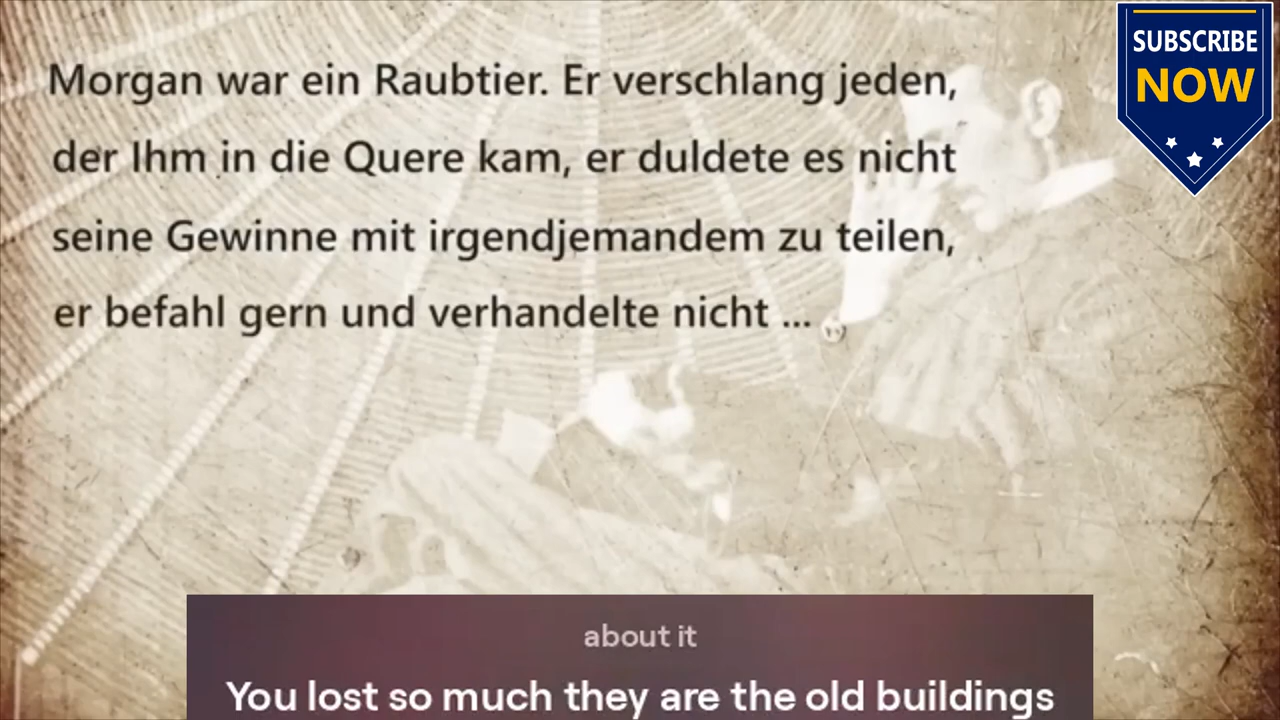 Morgan war ein Raubtier. Er verschlang jeden,
der Ihm in die Quere kam, er duldete es nicht
seine Gewinne mit irgendjemandem zu teilen,
er befahl gern und verhandelte nicht ...
SUBSCRIBE
NOW
about it
You lost so much they are the old buildings